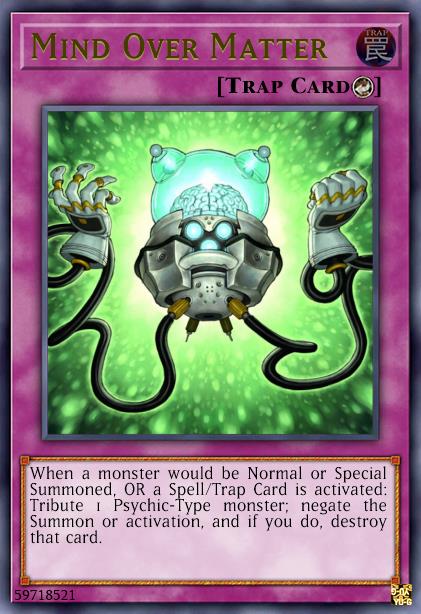 MIND OVER MATTER
TRAP
罠
[TRAP CARD]
When a monster would be Normal or Special
Summoned, OR a Spell/Trap Card is activated:
Tribute 1 Psychic-Type monster; negate the
Summon or activation, and if you do, destroy
that card.
59718521